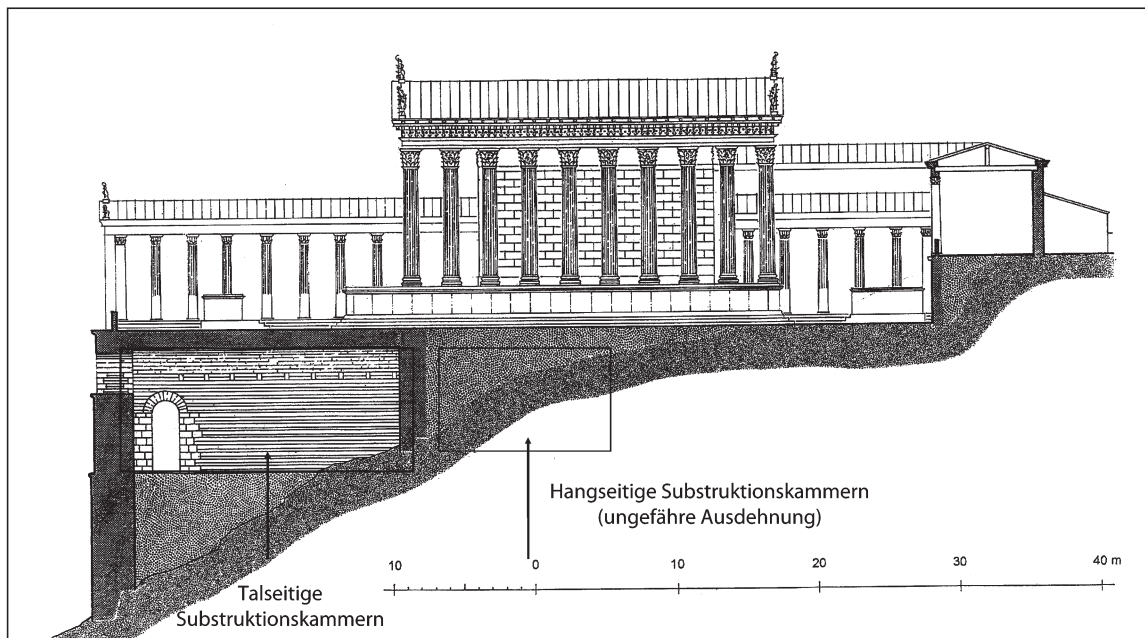 Hangseitige Substruktionskammern
(ungefähre Ausdehnung)
10 0 10 20 30 40 m
Talseitige
Substruktionskammern